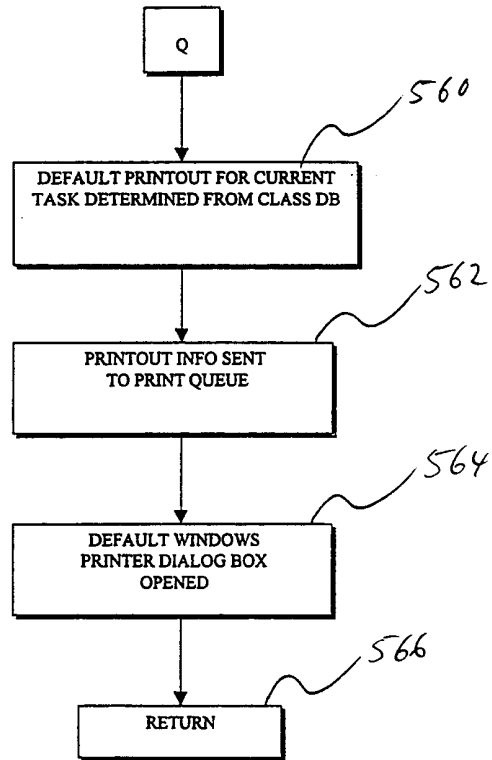 Q
560
DEFAULT PRINTOUT FOR CURRENT
TASK DETERMINED FROM CLASS DB
562
PRINTOUT INFO SENT
TO PRINT QUEUE
564
DEFAULT WINDOWS
PRINTER DIALOG BOX
OPENED
566
RETURN